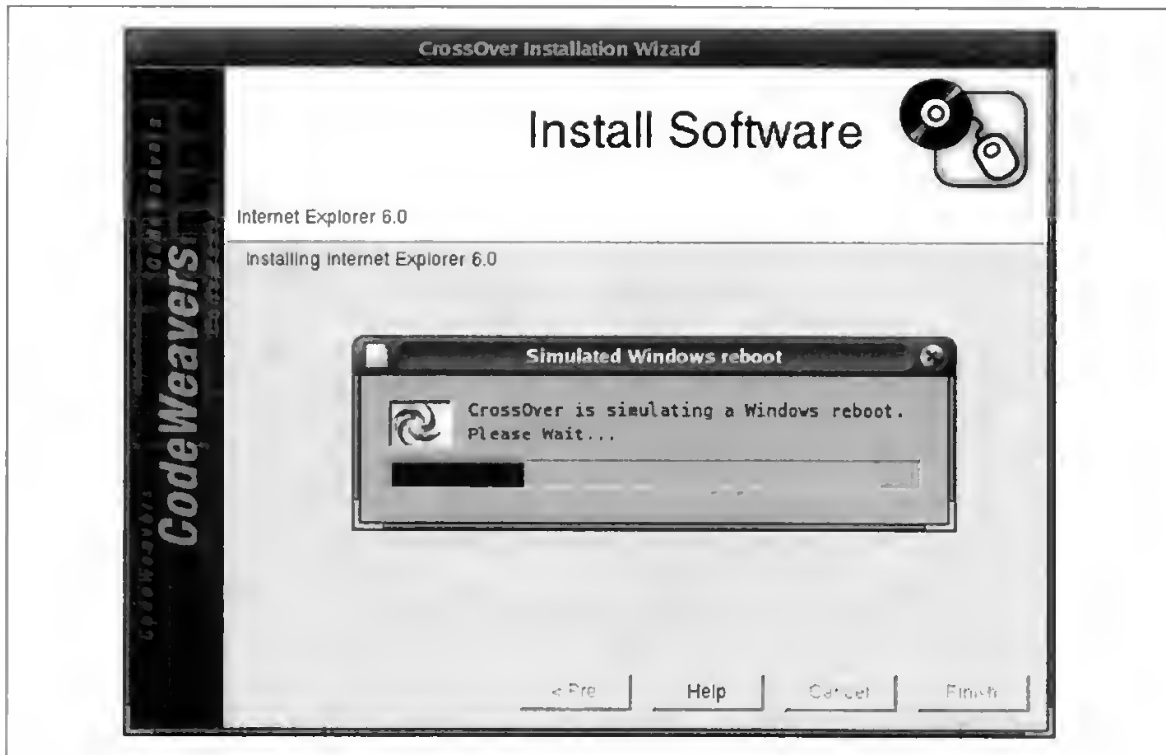 CrossOver Installation Wizard
Install Software
Internet Explorer 6.0
Installing Internet Explorer 6.0
CodeWeavers
Simulated Windows reboot
CrossOver is simulating a Windows reboot.
Please Wait...
Help
Cancel
Finish